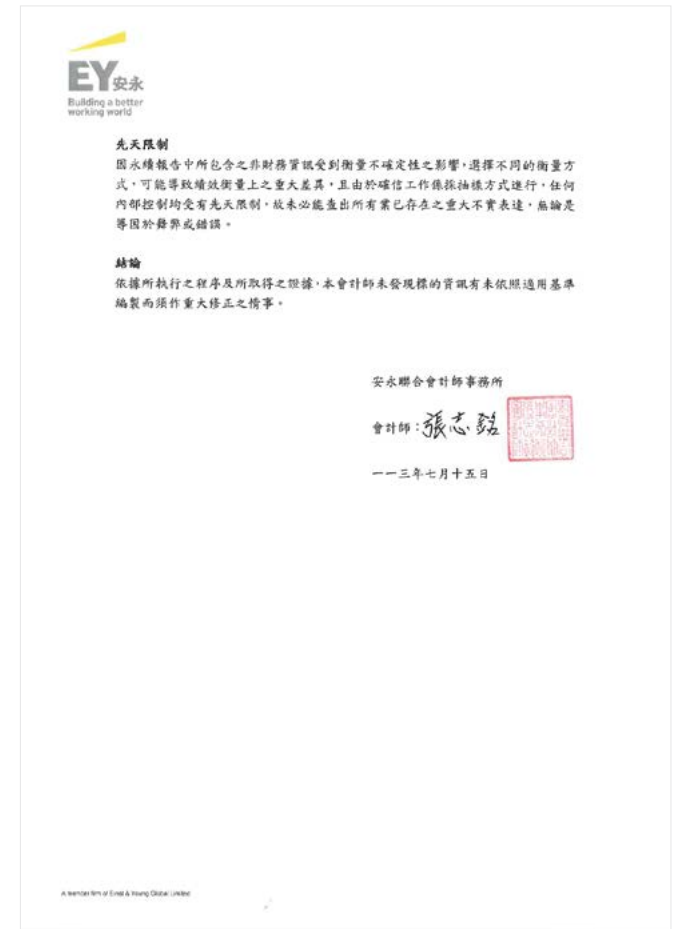 EY安永
Building a better
working world
先天限制
因永續報告中所包含之非財務資訊受到衡量不確定性之影響，選擇不同的衡量方
式，可能導致績效衡量上之重大差異，且由於確信工作係採抽樣方式進行，任何
內部控制均受有先天限制，故未必能查出所有業已存在之重大不實表達，無論是
導因於舞弊或錯誤。
結論
依據所執行之程序及所取得之證據，本會計師未發現標的資訊有未依照適用基準
編製而須作重大修正之情事。
安永聯合會計師事務所
會計師：張志銘
一一三年七月十五日
A member firm of Ernst & Young Global Limited